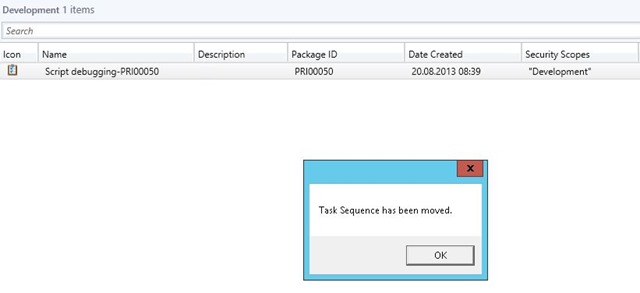 Development 1 items
Search
Icon Name Description Package ID Date Created Security Scopes
Script debugging-PRI00050 PRI00050 20.08.2013 08:39 "Development"
x
Task Sequence has been moved.
OK